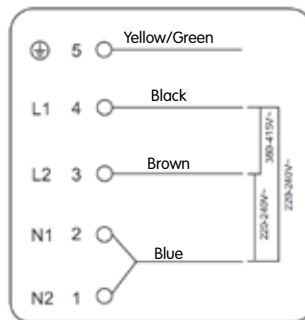 5 Yellow/Green
L1 4 Black
L2 3 Brown
N1 2
Blue
N2 1
380-415V~
220-240V~
220-240V~